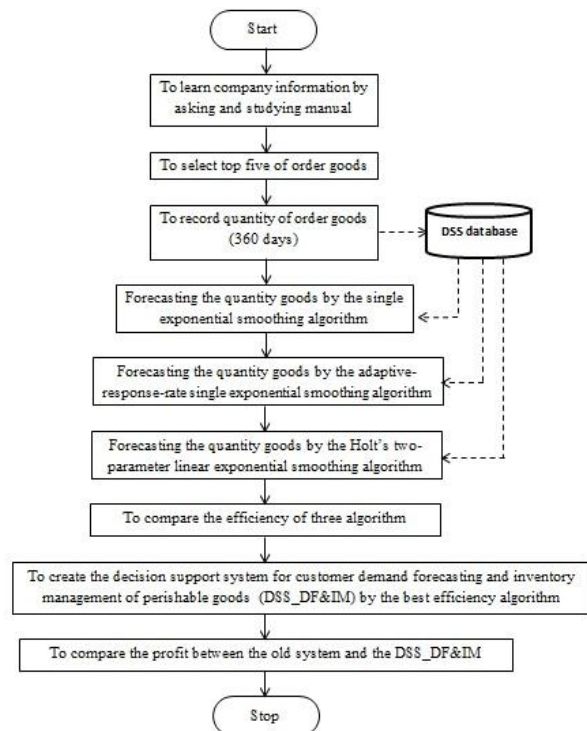 Start
To learn company information by
asking and studying manual
To select top five of order goods
To record quantity of order goods
(360 days)
DSS database
Forecasting the quantity goods by the single
exponential smoothing algorithm
Forecasting the quantity goods by the adaptive-
response-rate single exponential smoothing algorithm
Forecasting the quantity goods by the Holt's two-
parameter linear exponential smoothing algorithm
To compare the efficiency of three algorithm
To create the decision support system for customer demand forecasting and inventory
management of perishable goods (DSS_DF&IM) by the best efficiency algorithm
To compare the profit between the old system and the DSS_DF&IM
Stop